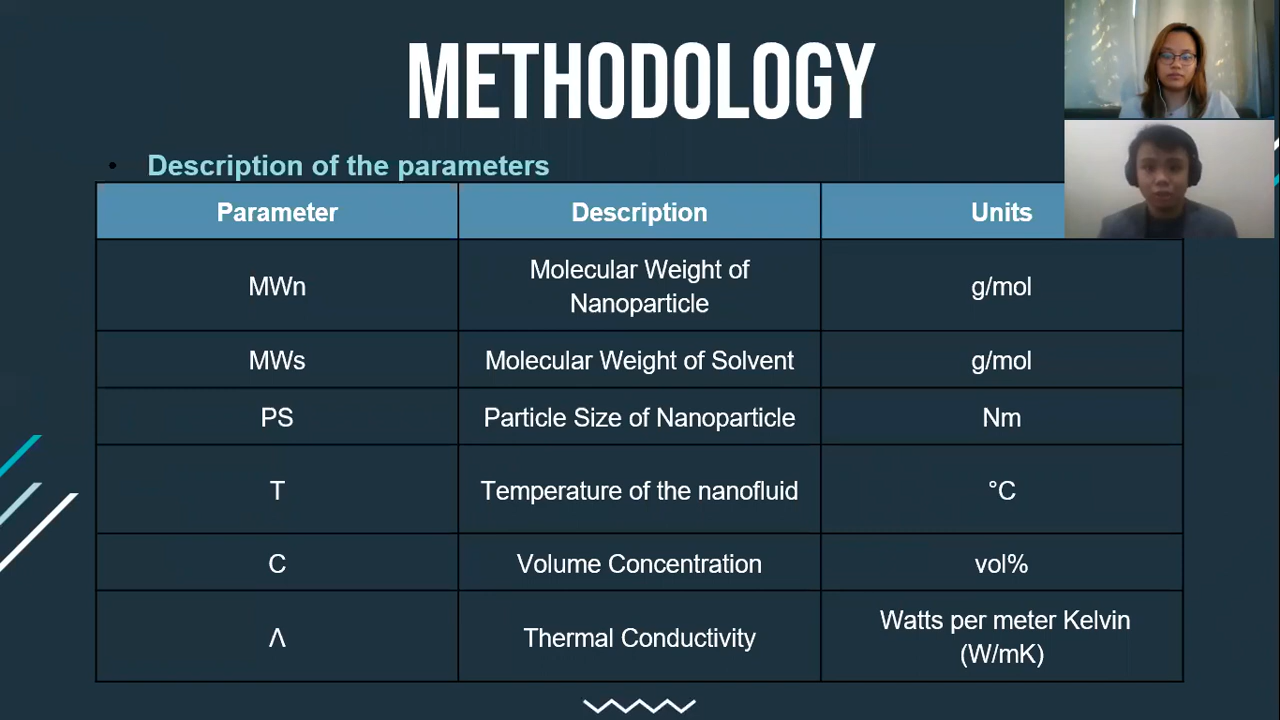 METHODOLOGY
• Description of the parameters
Parameter Description Units
MWn Molecular Weight of Nanoparticle g/mol
MWs Molecular Weight of Solvent g/mol
PS Particle Size of Nanoparticle Nm
T Temperature of the nanofluid °C
C Volume Concentration vol%
Λ Thermal Conductivity Watts per meter Kelvin (W/mK)